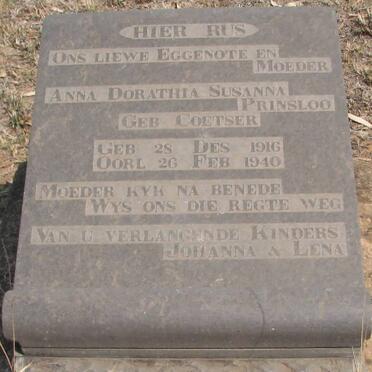 HIER RUS
ONS LIEWE EGGENOTE EN
MOEDER
ANNA DORATHIA SUSANNA
PRINSLOO
GEB COETSER
GEB 28 DES 1916
OORL 26 FEB 1940
MOEDER KYK NA BENEDE
WYS ONS DIE REGTE WEG
VAN U VERLANGENDE KINDERS
JOHANNA & LENA